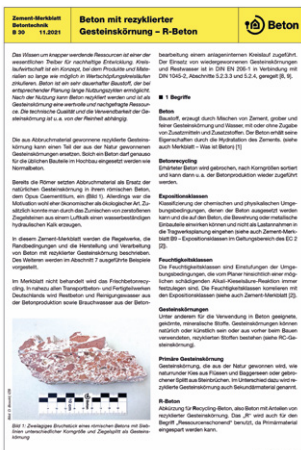 Zement-Merkblatt
Betontechnik
B 30 11.2021
Beton mit rezyklierter
Gesteinskörnung – R-Beton
Beton
Das Wissen um knapper werdende Ressourcen ist einer der
wesentlichen Treiber für nachhaltige Entwicklung. Kreis-
laufwirtschaft ist ein Konzept, bei dem Produkte und Mate-
rialien so lange wie möglich in Wertschöpfungskreisläufen
zirkulieren. Beton ist ein sehr dauerhafter Baustoff, der bei
entsprechender Planung lange Nutzungszyklen ermöglicht.
Nach der Nutzung kann Beton rezykliert werden und ist als
Gesteinskörnung eine wertvolle und nachgefragte Ressour-
ce. Die technische Qualität und die Verwertbarkeit der Ge-
steinskörnung ist u.a. von der Reinheit abhängig.
Die aus Abbruchmaterial gewonnene rezyklierte Gesteins-
körnung kann einen Teil der aus der Natur gewonnenen
Gesteinskörnungen ersetzen. Solch ein Beton darf genauso
für die üblichen Bauteile im Hochbau eingesetzt werden wie
Normalbeton.
Bereits die Römer setzten Abbruchmaterial als Ersatz der
natürlichen Gesteinskörnung in ihrem römischen Beton,
dem Opus Caementitium, ein (Bild 1). Allerdings war die
Motivation wohl eher ökonomischer als ökologischer Art. Zu-
sätzlich konnte man durch das Zumischen von zerstoßenen
Ziegelsteinen aus einem Luftkalk einen wasserbeständigen
hydraulischen Kalk erzeugen.
In diesem Zement-Merkblatt werden die Regelwerke, die
Randbedingungen und die Herstellung und Verarbeitung
von Beton mit rezyklierter Gesteinskörnung beschrieben.
Des Weiteren werden im Abschnitt 7 ausgeführte Beispiele
vorgestellt.
Im Merkblatt nicht behandelt wird das Frischbetonrecyc-
ling. In nahezu allen Transportbeton- und Fertigteilwerken
Deutschlands wird Restbeton und Reinigungswasser aus
der Betonproduktion sowie Brauchwasser aus der Beton-
Bild 1: Zweilagiges Bruchstück eines römischen Betons mit Sieb-
linien unterschiedlicher Korngröße und Ziegelsplitt als Gesteins-
körnung
bearbeitung einem anlageninternen Kreislauf zugeführt.
Der Einsatz von wiedergewonnenen Gesteinskörnungen
und Restwasser ist in DIN EN 206-1 in Verbindung mit
DIN 1045-2, Abschnitte 5.2.3.3 und 5.2.4, geregelt [8, 9].
■ 1 Begriffe
Beton
Baustoff, erzeugt durch Mischen von Zement, grober und
feiner Gesteinskörnung und Wasser, mit oder ohne Zugabe
von Zusatzmitteln und Zusatzstoffen. Der Beton erhält seine
Eigenschaften durch die Hydratation des Zements. (siehe
auch Merkblatt – Was ist Beton) [1]
Betonrecycling
Erhärteter Beton wird gebrochen, nach Korngrößen sortiert
und kann dann u. a. der Betonproduktion wieder zugeführt
werden.
Expositionsklassen
Klassifizierung der chemischen und physikalischen Umge-
bungsbedingungen, denen der Beton ausgesetzt werden
kann und die auf den Beton, die Bewehrung oder metallische
Einbauteile einwirken können und nicht als Lastannahmen in
die Tragwerksplanung eingehen (siehe auch Zement-Merk-
blatt B9 – Expositionsklassen im Geltungsbereich des EC 2
[2]).
Feuchtigkeitsklassen
Die Feuchtigkeitsklassen sind Einstufungen der Umge-
bungsbedingungen, die vom Planer hinsichtlich einer mög-
lichen schädigenden Alkali-Kieselsäure-Reaktion immer
festzulegen sind. Die Feuchtigkeitsklassen korrelieren mit
den Expositionsklassen (siehe auch Zement-Merkblatt [2]).
Gesteinskörnungen
Unter anderem für die Verwendung in Beton geeignete,
gekörnte, mineralische Stoffe. Gesteinskörnungen können
natürlich oder künstlich sein oder aus vorher beim Bauen
verwendeten, rezyklierten Stoffen bestehen (siehe RC-Ge-
steinskörnung).
Primäre Gesteinskörnung
Gesteinskörnung, die aus der Natur gewonnen wird, wie
naturrunder Kies aus Flüssen und Baggerseen oder gebro-
chener Splitt aus Steinbrüchen. Im Unterschied dazu wird re-
zyklierte Gesteinskörnung auch Sekundärmaterial genannt.
R-Beton
Abkürzung für Recycling-Beton, also Beton mit Anteilen von
rezyklierter Gesteinskörnung. Das „R“ wird auch für den
Begriff „Ressourcenschonend“ benutzt, da Primärmaterial
eingespart werden kann.